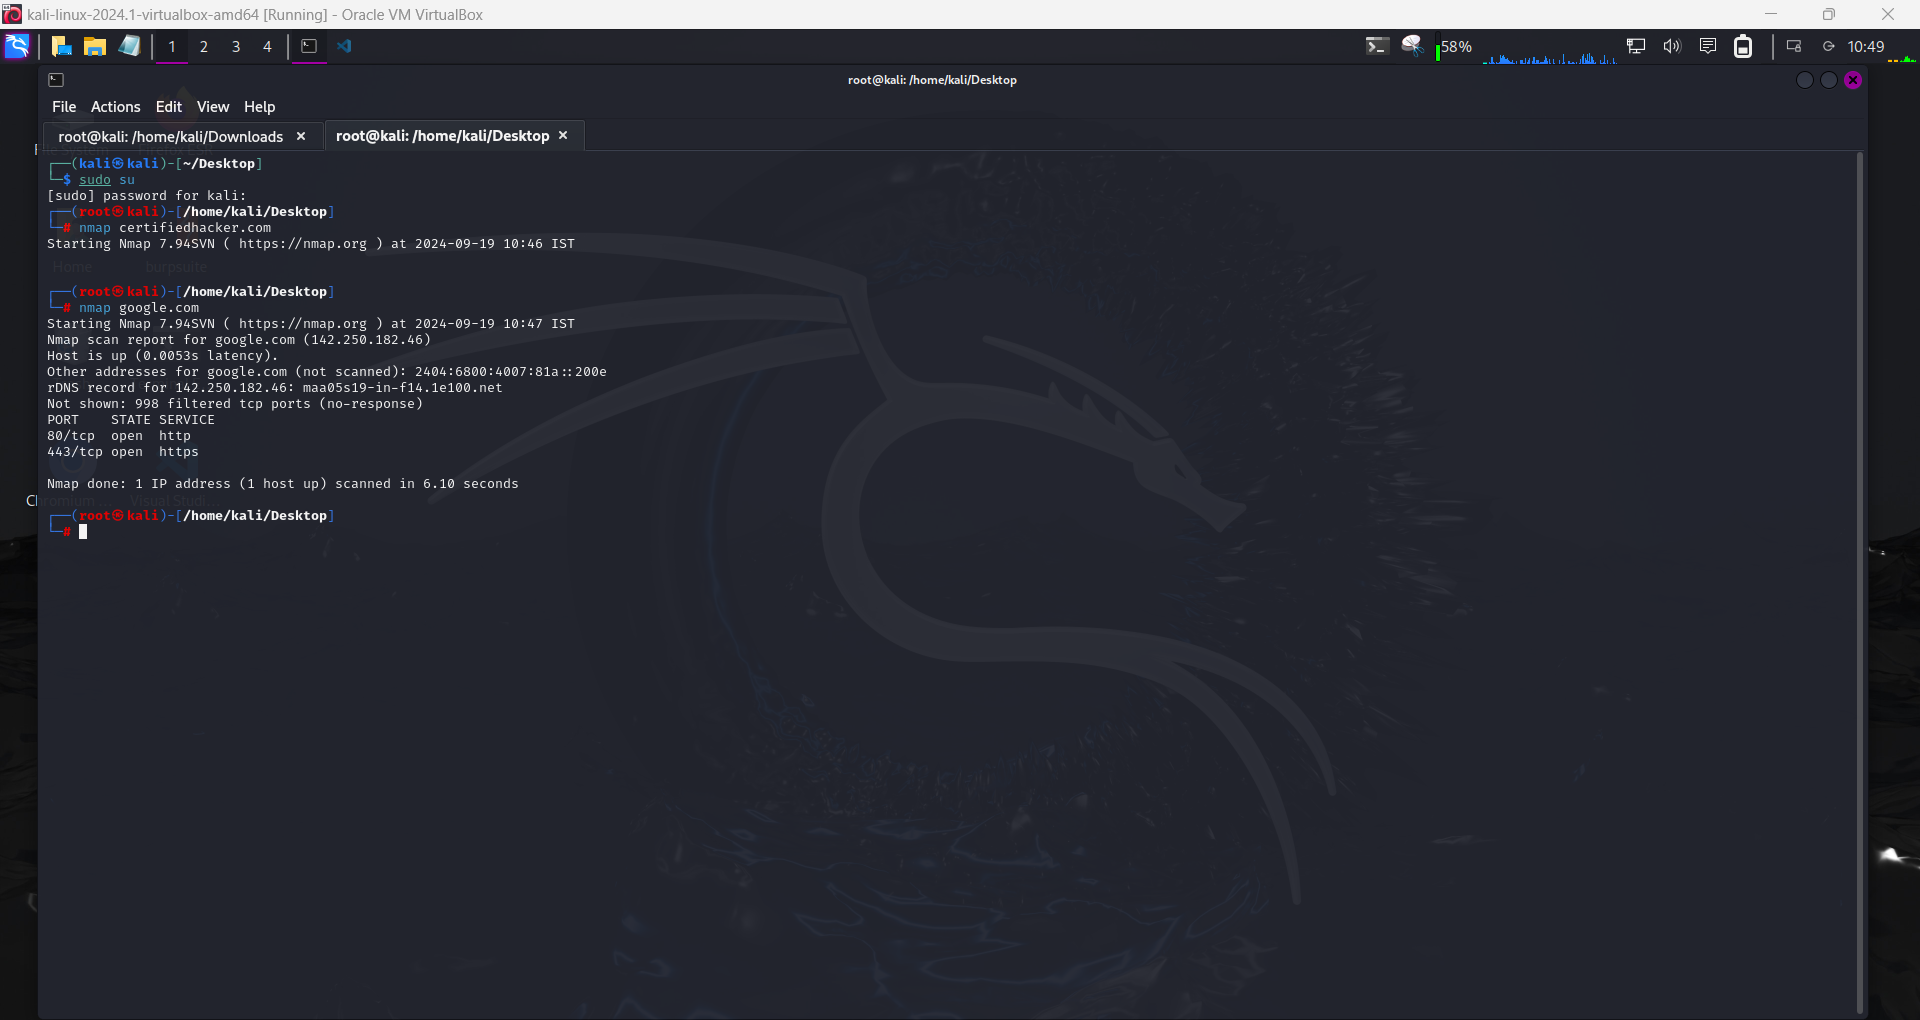 kali-linux-2024.1-virtualbox-amd64 [Running] - Oracle VM VirtualBox
1 2 3 4 58% 10:49
root@kali: /home/kali/Desktop
File Actions Edit View Help
root@kali: /home/kali/Downloads × root@kali: /home/kali/Desktop ×
┌──(kali㉿kali)-[~/Desktop]
└─$ sudo su
[sudo] password for kali:
┌──(root㉿kali)-[/home/kali/Desktop]
└─# nmap certifiedhacker.com
Starting Nmap 7.94SVN ( https://nmap.org ) at 2024-09-19 10:46 IST
Home burpsuite
┌──(root㉿kali)-[/home/kali/Desktop]
└─# nmap google.com
Starting Nmap 7.94SVN ( https://nmap.org ) at 2024-09-19 10:47 IST
Nmap scan report for google.com (142.250.182.46)
Host is up (0.0053s latency).
Other addresses for google.com (not scanned): 2404:6800:4007:81a::200e
rDNS record for 142.250.182.46: maa05s19-in-f14.1e100.net
Not shown: 998 filtered tcp ports (no-response)
PORT    STATE SERVICE
80/tcp  open  http
443/tcp open  https
Nmap done: 1 IP address (1 host up) scanned in 6.10 seconds
Chromium Visual Studi
┌──(root㉿kali)-[/home/kali/Desktop]
└─#